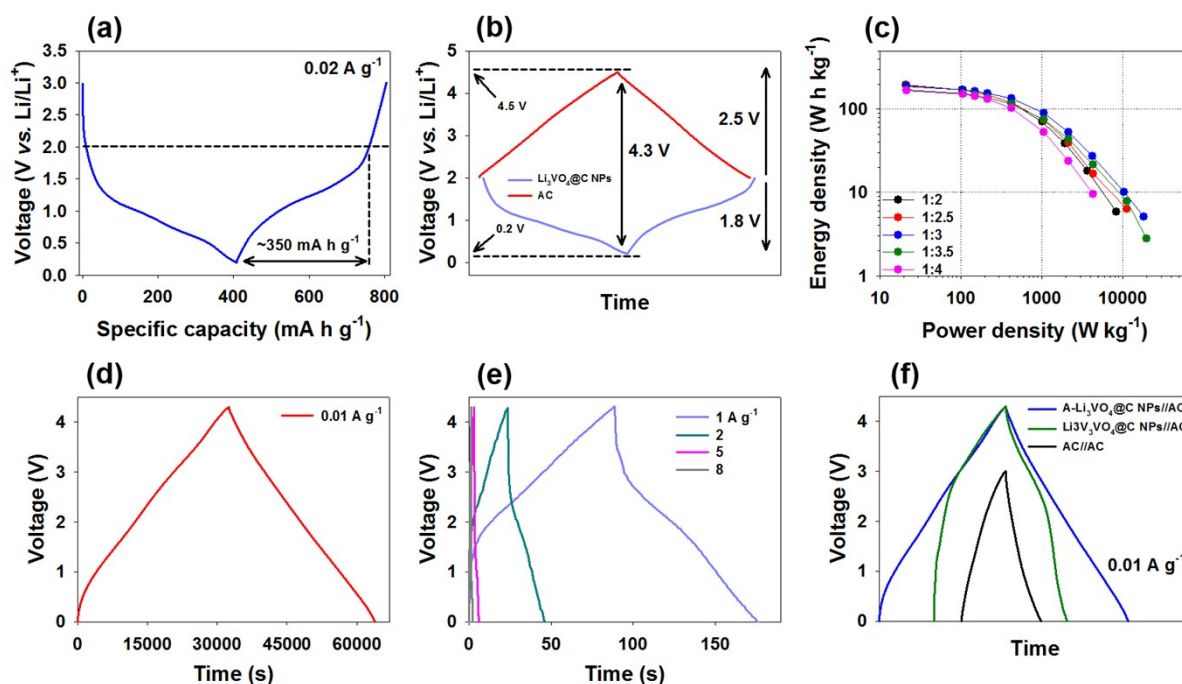 (a)
Voltage (V vs. Li/Li⁺)
3.5
3.0
2.5
2.0
1.5
1.0
0.5
0.0
0.02 A g⁻¹
~350 mA h g⁻¹
0
200
400
600
800
Specific capacity (mA h g⁻¹)
(b)
Voltage (V vs. Li/Li⁺)
5
4
3
2
1
0
4.5 V
4.3 V
2.5 V
Li₃VO₄@C NPs
AC
0.2 V
1.8 V
Time
(c)
Energy density (W h kg⁻¹)
100
10
1
1:2
1:2.5
1:3
1:3.5
1:4
10
100
1000
10000
Power density (W kg⁻¹)
(d)
Voltage (V)
4
3
2
1
0
0.01 A g⁻¹
0
15000
30000
45000
60000
Time (s)
(e)
Voltage (V)
4
3
2
1
0
1 A g⁻¹
2
5
8
0
50
100
150
Time (s)
(f)
Voltage (V)
4
3
2
1
0
A-Li₃VO₄@C NPs//AC
Li3V₃VO₄@C NPs//AC
AC//AC
0.01 A g⁻¹
Time